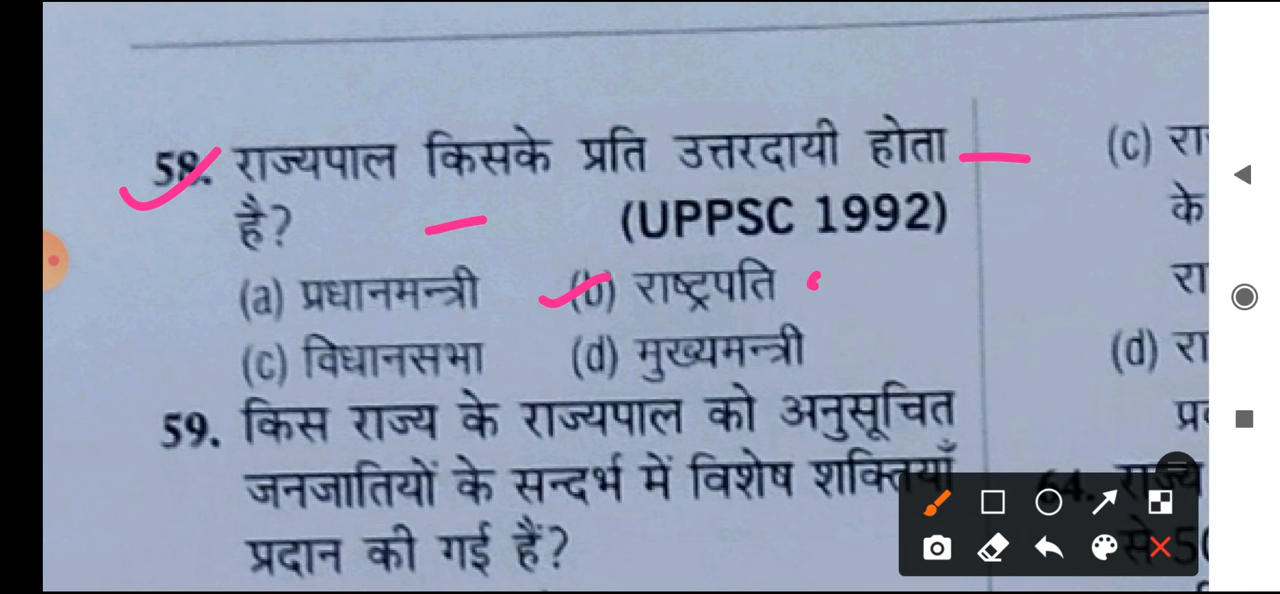 58. राज्यपाल किसके प्रति उत्तरदायी होता
है? (UPPSC 1992)
(a) प्रधानमन्त्री (b) राष्ट्रपति
(c) विधानसभा (d) मुख्यमन्त्री
59. किस राज्य के राज्यपाल को अनुसूचित
जनजातियों के सन्दर्भ में विशेष शक्तियाँ
प्रदान की गई हैं?
(c)
के
(d)
64. राज्य
से